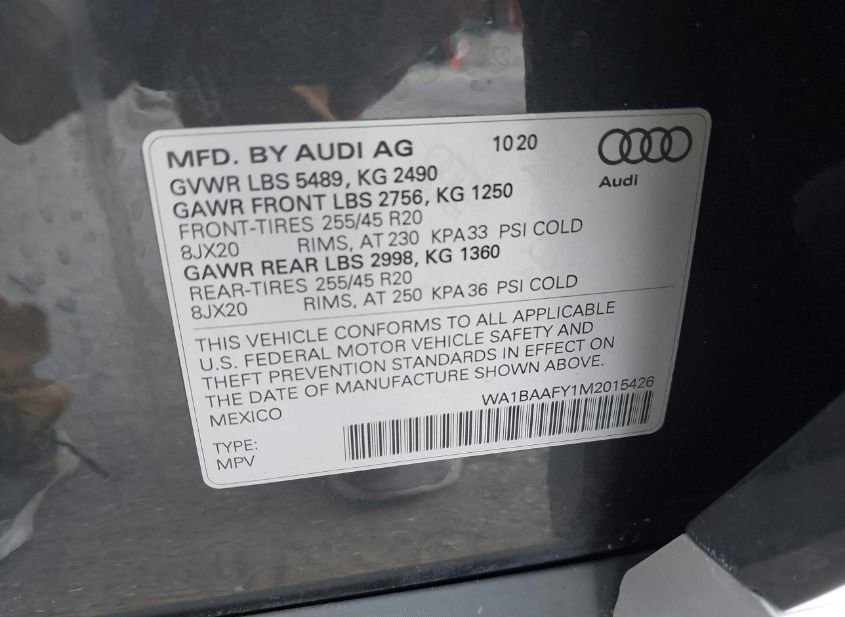 MFD. BY AUDI AG 1020
Audi
GVWR LBS 5489, KG 2490
GAWR FRONT LBS 2756, KG 1250
FRONT-TIRES 255/45 R20
8JX20 RIMS, AT 230 KPA 33 PSI COLD
GAWR REAR LBS 2998, KG 1360
REAR-TIRES 255/45 R20
8JX20 RIMS, AT 250 KPA 36 PSI COLD
THIS VEHICLE CONFORMS TO ALL APPLICABLE
U.S. FEDERAL MOTOR VEHICLE SAFETY AND
THEFT PREVENTION STANDARDS IN EFFECT ON
THE DATE OF MANUFACTURE SHOWN ABOVE.
MEXICO WA1BAAFY1M2015426
TYPE:
MPV